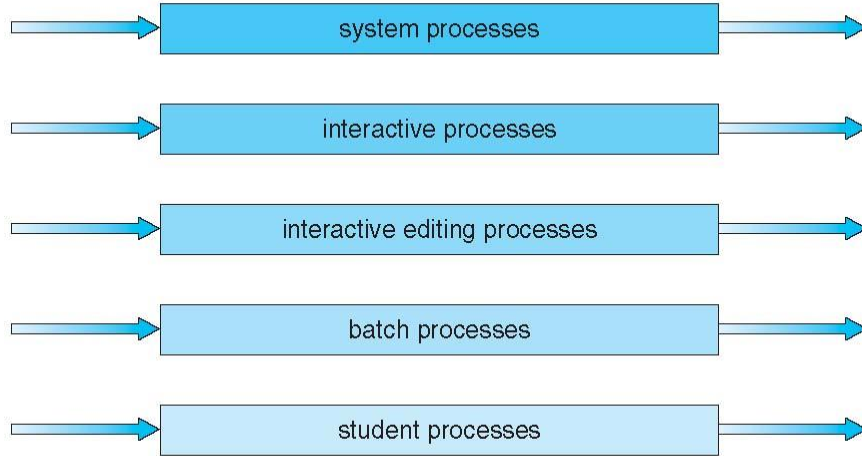 system processes
interactive processes
interactive editing processes
batch processes
student processes